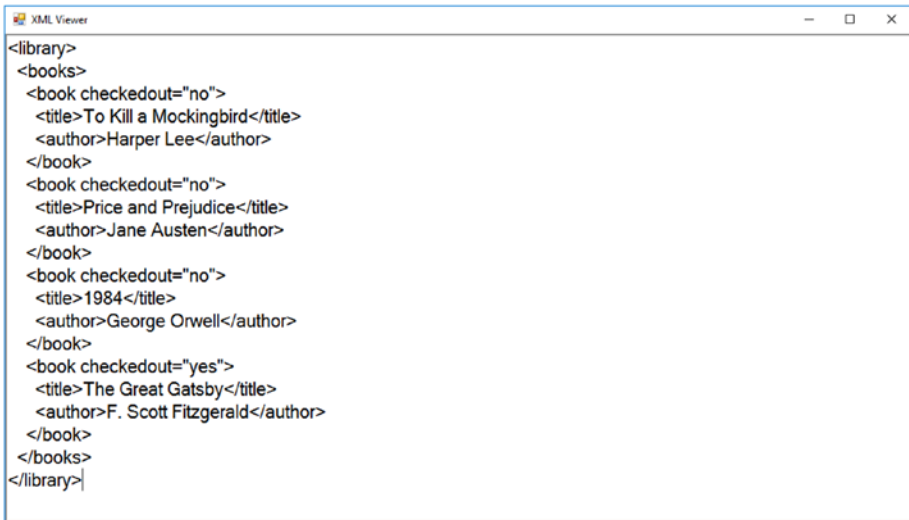 XML Viewer
<library>
<books>
<book checkedout="no">
<title>To Kill a Mockingbird</title>
<author>Harper Lee</author>
</book>
<book checkedout="no">
<title>Price and Prejudice</title>
<author>Jane Austen</author>
</book>
<book checkedout="no">
<title>1984</title>
<author>George Orwell</author>
</book>
<book checkedout="yes">
<title>The Great Gatsby</title>
<author>F. Scott Fitzgerald</author>
</book>
</books>
</library>